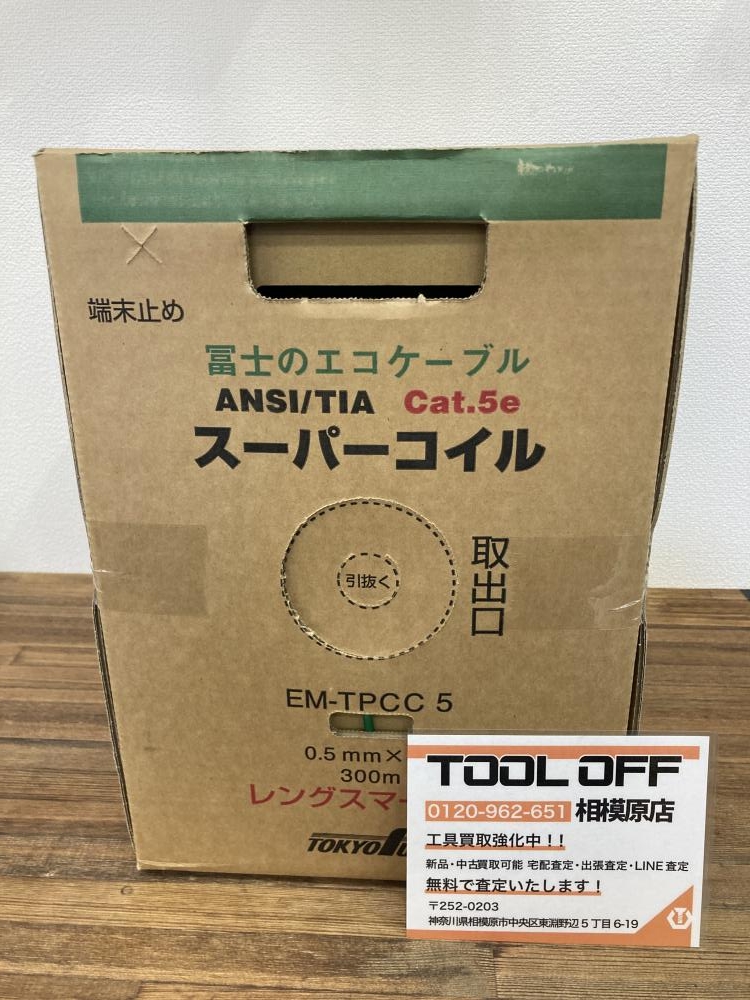 端末止め
冨士のエコケーブル
ANSI/TIA Cat.5e
スーパーコイル
引抜く
取出口
EM-TPCC 5
0.5mm×
300m
レングスマー
TOKYO
TOOL OFF
0120-962-651 相模原店
工具買取強化中!!
新品・中古買取可能 宅配査定・出張査定・LINE査定
無料で査定いたします!
〒252-0203
神奈川県相模原市中央区東淵野辺5丁目6-19